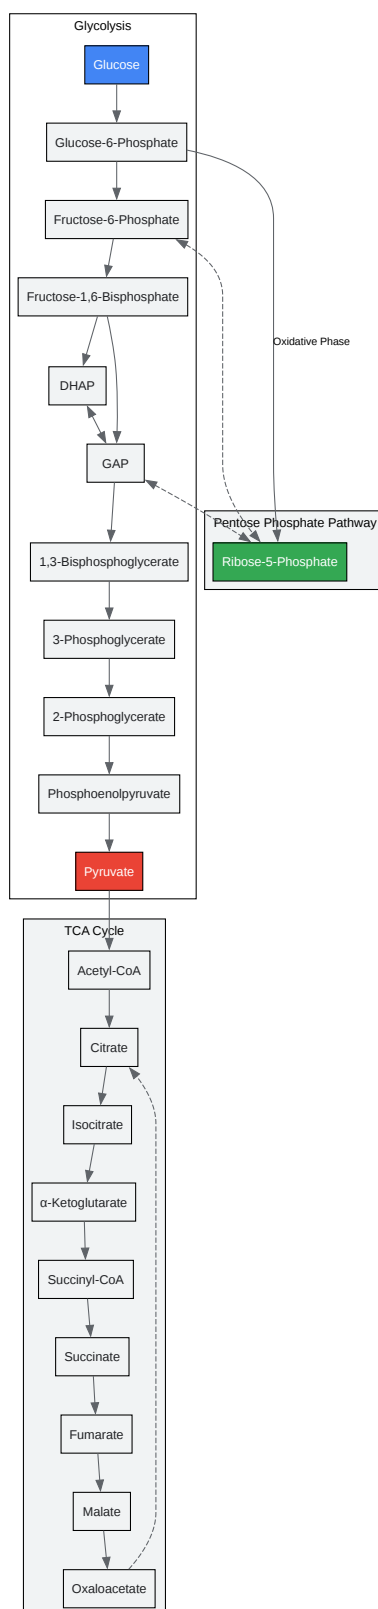 Glycolysis
Glucose
Glucose-6-Phosphate
Fructose-6-Phosphate
Fructose-1,6-Bisphosphate
Oxidative Phase
DHAP
GAP
Pentose Phosphate Pathway
1,3-Bisphosphoglycerate
Ribose-5-Phosphate
3-Phosphoglycerate
2-Phosphoglycerate
Phosphoenolpyruvate
Pyruvate
TCA Cycle
Acetyl-CoA
Citrate
Isocitrate
α-Ketoglutarate
Succinyl-CoA
Succinate
Fumarate
Malate
Oxaloacetate